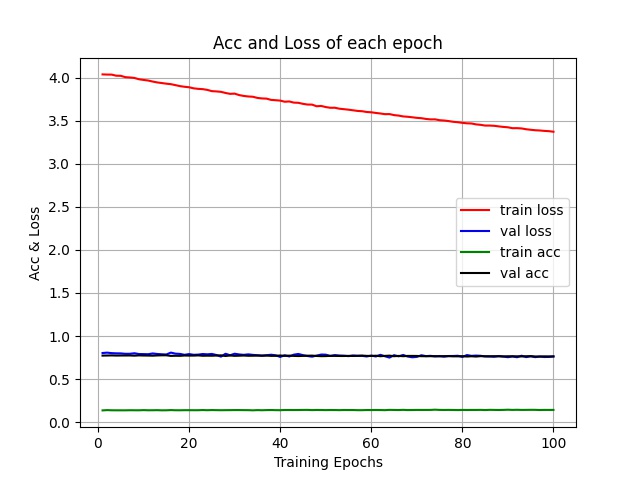 Acc and Loss of each epoch
4.0
3.5
3.0
2.5
2.0
1.5
1.0
0.5
0.0
Acc & Loss
train loss
val loss
train acc
val acc
0 20 40 60 80 100
Training Epochs